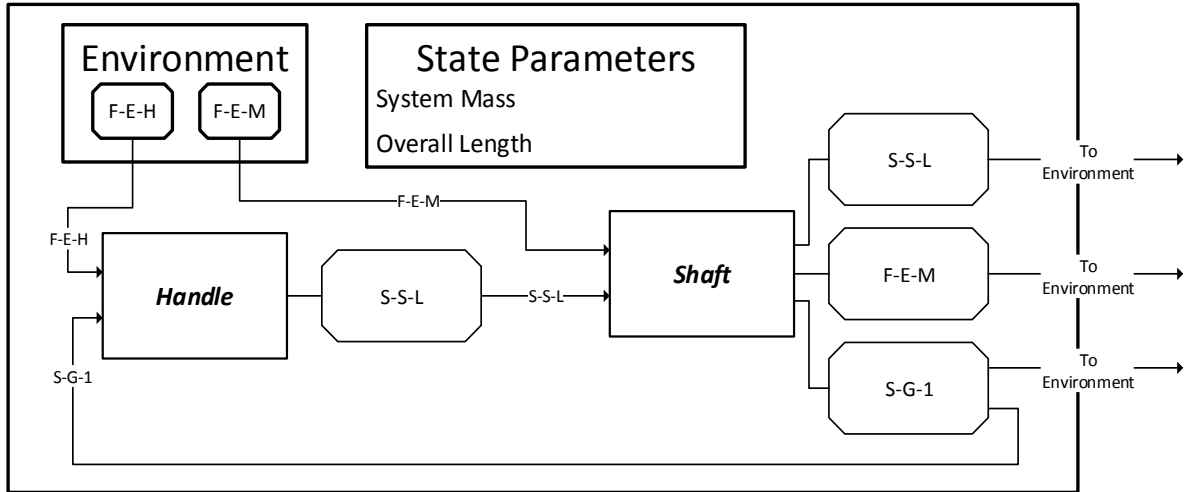 Environment
F-E-H
F-E-M
State Parameters
System Mass
Overall Length
S-S-L
To
Environment
F-E-M
F-E-H
Handle
S-S-L
S-S-L
Shaft
F-E-M
To
Environment
S-G-1
S-G-1
To
Environment